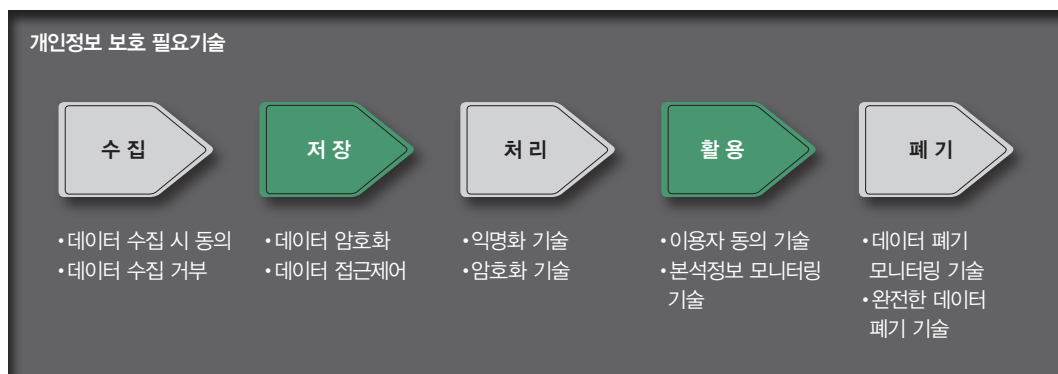 개인정보 보호 필요기술
수 집
저 장
처 리
활 용
폐 기
•데이터 수집 시 동의
•데이터 수집 거부
•데이터 암호화
•데이터 접근제어
•익명화 기술
•암호화 기술
•이용자 동의 기술
•본석정보 모니터링
기술
•데이터 폐기
모니터링 기술
•완전한 데이터
폐기 기술